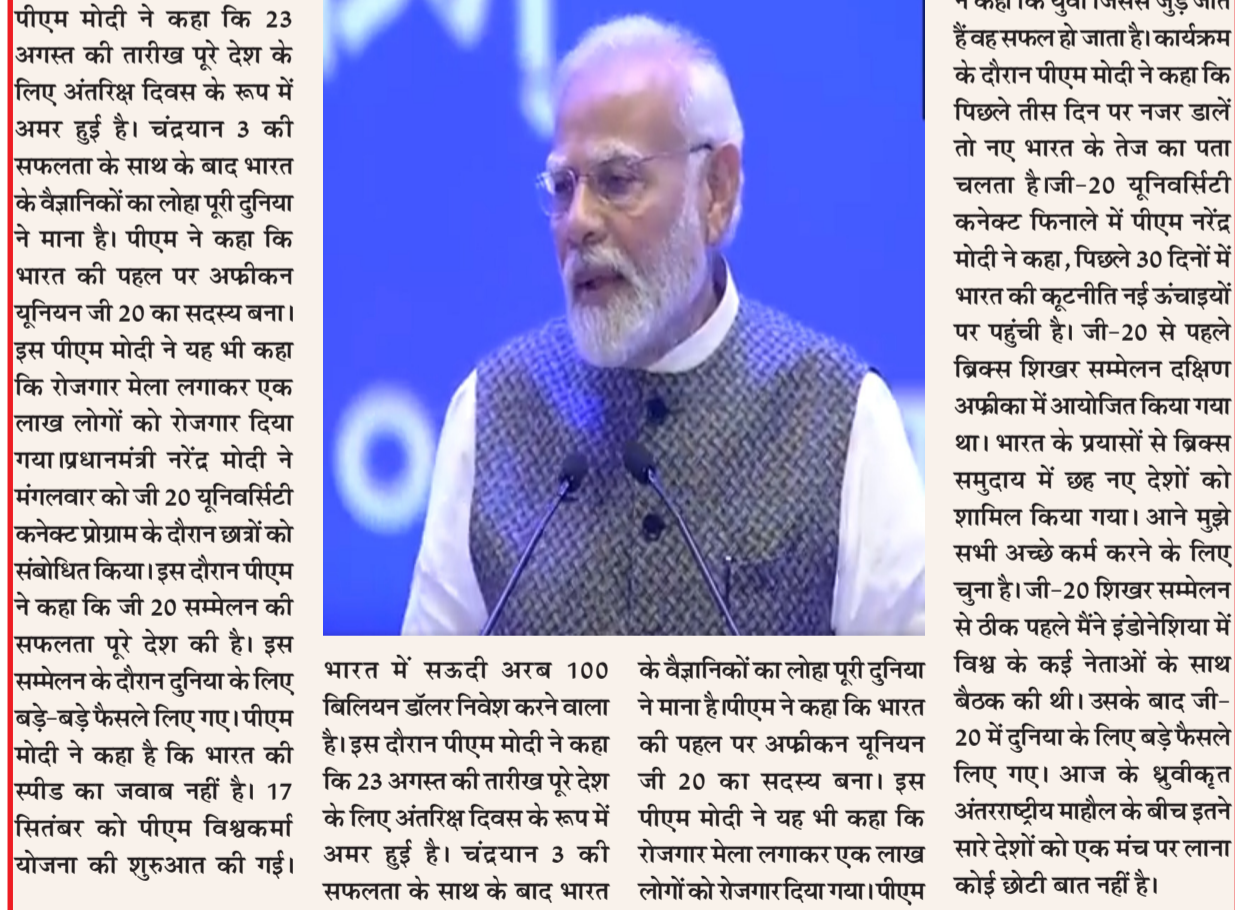 पीएम मोदी ने कहा कि 23
अगस्त की तारीख पूरे देश के
लिए अंतरिक्ष दिवस के रूप में
अमर हुई है। चंद्रयान 3 की
सफलता के साथ के बाद भारत
के वैज्ञानिकों का लोहा पूरी दुनिया
ने माना है। पीएम ने कहा कि
भारत की पहल पर अफ्रीकन
यूनियन जी 20 का सदस्य बना।
इस पीएम मोदी ने यह भी कहा
कि रोजगार मेला लगाकर एक
लाख लोगों को रोजगार दिया
गया।प्रधानमंत्री नरेंद्र मोदी ने
मंगलवार को जी 20 यूनिवर्सिटी
कनेक्ट प्रोग्राम के दौरान छात्रों को
संबोधित किया। इस दौरान पीएम
ने कहा कि जी 20 सम्मेलन की
सफलता पूरे देश की है। इस
सम्मेलन के दौरान दुनिया के लिए
बड़े-बड़े फैसले लिए गए। पीएम
मोदी ने कहा है कि भारत की
स्पीड का जवाब नहीं है। 17
सितंबर को पीएम विश्वकर्मा
योजना की शुरुआत की गई।
भारत में सऊदी अरब 100
बिलियन डॉलर निवेश करने वाला
है। इस दौरान पीएम मोदी ने कहा
कि 23 अगस्त की तारीख पूरे देश
के लिए अंतरिक्ष दिवस के रूप में
अमर हुई है। चंद्रयान 3 की
सफलता के साथ के बाद भारत
के वैज्ञानिकों का लोहा पूरी दुनिया
ने माना है।पीएम ने कहा कि भारत
की पहल पर अफ्रीकन यूनियन
जी 20 का सदस्य बना। इस
पीएम मोदी ने यह भी कहा कि
रोजगार मेला लगाकर एक लाख
लोगों को रोजगार दिया गया। पीएम
ने कहा कि युवा जिससे जुड़ जाते
हैं वह सफल हो जाता है। कार्यक्रम
के दौरान पीएम मोदी ने कहा कि
पिछले तीस दिन पर नजर डालें
तो नए भारत के तेज का पता
चलता है।जी-20 यूनिवर्सिटी
कनेक्ट फिनाले में पीएम नरेंद्र
मोदी ने कहा, पिछले 30 दिनों में
भारत की कूटनीति नई ऊंचाइयों
पर पहुंची है। जी-20 से पहले
ब्रिक्स शिखर सम्मेलन दक्षिण
अफ्रीका में आयोजित किया गया
था। भारत के प्रयासों से ब्रिक्स
समुदाय में छह नए देशों को
शामिल किया गया। आने मुझे
सभी अच्छे कर्म करने के लिए
चुना है। जी-20 शिखर सम्मेलन
से ठीक पहले मैंने इंडोनेशिया में
विश्व के कई नेताओं के साथ
बैठक की थी। उसके बाद जी-
20 में दुनिया के लिए बड़े फैसले
लिए गए। आज के ध्रुवीकृत
अंतरराष्ट्रीय माहौल के बीच इतने
सारे देशों को एक मंच पर लाना
कोई छोटी बात नहीं है।